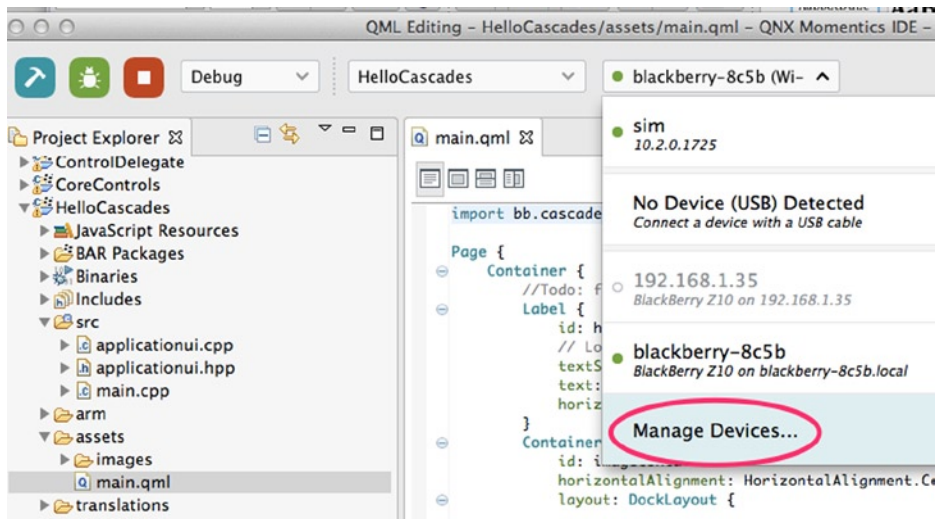 QML Editing - HelloCascades/assets/main.qml - QNX Momentics IDE -
Debug
HelloCascades
blackberry-8c5b (Wi-
Project Explorer
main.qml
ControlDelegate
CoreControls
HelloCascades
JavaScript Resources
BAR Packages
Binaries
Includes
src
applicationui.cpp
applicationui.hpp
main.cpp
arm
assets
images
main.qml
translations
import bb.cascade
Page {
Container {
//Todo: f
Label {
id: h
// Lo
textS
text:
horiz
}
Container
id:
horizontalAlignment: HorizontalAlignment.Ce
layout: DockLayout {
sim
10.2.0.1725
No Device (USB) Detected
Connect a device with a USB cable
192.168.1.35
BlackBerry Z10 on 192.168.1.35
blackberry-8c5b
BlackBerry Z10 on blackberry-8c5b.local
Manage Devices...